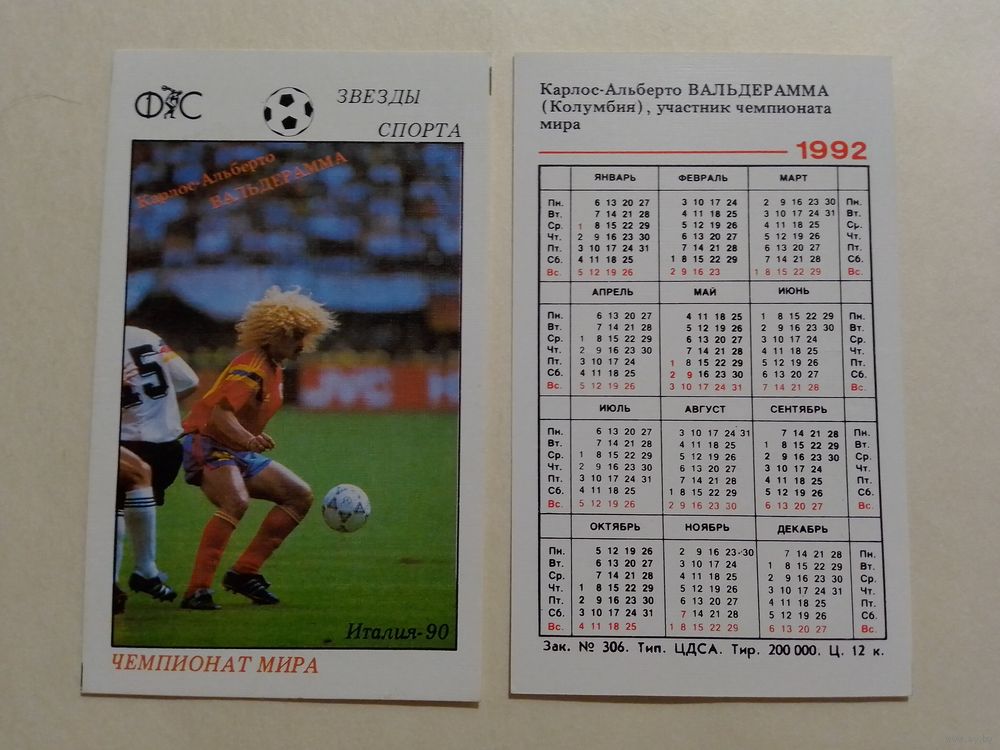 ФКС
ЗВЕЗДЫ
СПОРТА
Карлос-Альберто
ВАЛЬДЕРАММА
JVC
15
Италия-90
ЧЕМПИОНАТ МИРА
Карлос-Альберто ВАЛЬДЕРАММА
(Колумбия), участник чемпионата
мира
1992
ЯНВАРЬ ФЕВРАЛЬ МАРТ
Пн. 6 13 20 27 3 10 17 24 2 9 16 23 30 Пн.
Вт. 7 14 21 28 4 11 18 25 3 10 17 24 31 Вт.
Ср. 1 8 15 22 29 5 12 19 26 4 11 18 25 Ср.
Чт. 2 9 16 23 30 6 13 20 27 5 12 19 26 Чт.
Пт. 3 10 17 24 31 7 14 21 28 6 13 20 27 Пт.
Сб. 4 11 18 25 1 8 15 22 29 7 14 21 28 Сб.
Вс. 5 12 19 26 2 9 16 23 1 8 15 22 29 Вс.
АПРЕЛЬ МАЙ ИЮНЬ
Пн. 6 13 20 27 4 11 18 25 1 8 15 22 29 Пн.
Вт. 7 14 21 28 5 12 19 26 2 9 16 23 30 Вт.
Ср. 1 8 15 22 29 6 13 20 27 3 10 17 24 Ср.
Чт. 2 9 16 23 30 7 14 21 28 4 11 18 25 Чт.
Пт. 3 10 17 24 1 8 15 22 29 5 12 19 26 Пт.
Сб. 4 11 18 25 2 9 16 23 30 6 13 20 27 Сб.
Вс. 5 12 19 26 3 10 17 24 31 7 14 21 28 Вс.
ИЮЛЬ АВГУСТ СЕНТЯБРЬ
Пн. 6 13 20 27 3 10 17 24 31 7 14 21 28 Пн.
Вт. 7 14 21 28 4 11 18 25 1 8 15 22 29 Вт.
Ср. 1 8 15 22 29 5 12 19 26 2 9 16 23 30 Ср.
Чт. 2 9 16 23 30 6 13 20 27 3 10 17 24 Чт.
Пт. 3 10 17 24 31 7 14 21 28 4 11 18 25 Пт.
Сб. 4 11 18 25 1 8 15 22 29 5 12 19 26 Сб.
Вс. 5 12 19 26 2 9 16 23 30 6 13 20 27 Вс.
ОКТЯБРЬ НОЯБРЬ ДЕКАБРЬ
Пн. 5 12 19 26 2 9 16 23 30 7 14 21 28 Пн.
Вт. 6 13 20 27 3 10 17 24 1 8 15 22 29 Вт.
Ср. 7 14 21 28 4 11 18 25 2 9 16 23 30 Ср.
Чт. 1 8 15 22 29 5 12 19 26 3 10 17 24 31 Чт.
Пт. 2 9 16 23 30 6 13 20 27 4 11 18 25 Пт.
Сб. 3 10 17 24 31 7 14 21 28 5 12 19 26 Сб.
Вс. 4 11 18 25 1 8 15 22 29 6 13 20 27 Вс.
Зак. № 306. Тип. ЦДСА. Тир. 200 000. Ц. 12 к.